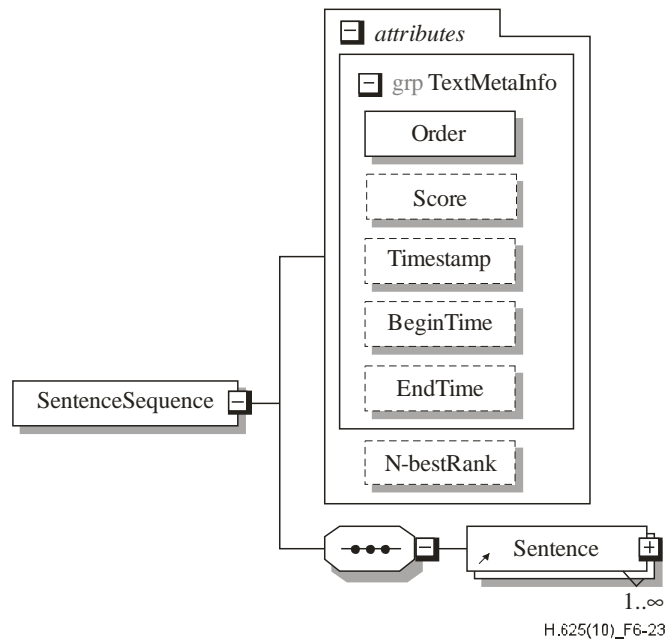 attributes
grp TextMetaInfo
Order
Score
Timestamp
BeginTime
EndTime
SentenceSequence
N-bestRank
Sentence
1..∞
H.625(10)_F6-23